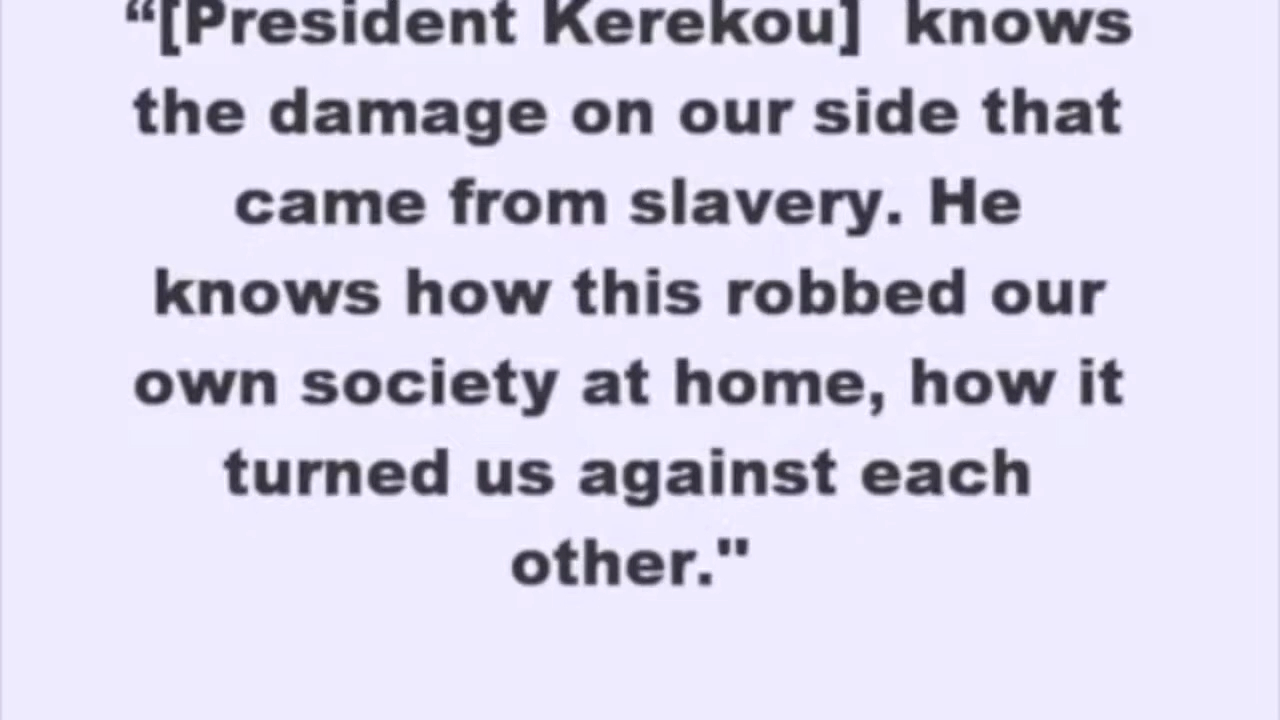 “[President Kerekou]  knows
the damage on our side that
came from slavery. He
knows how this robbed our
own society at home, how it
turned us against each
other."